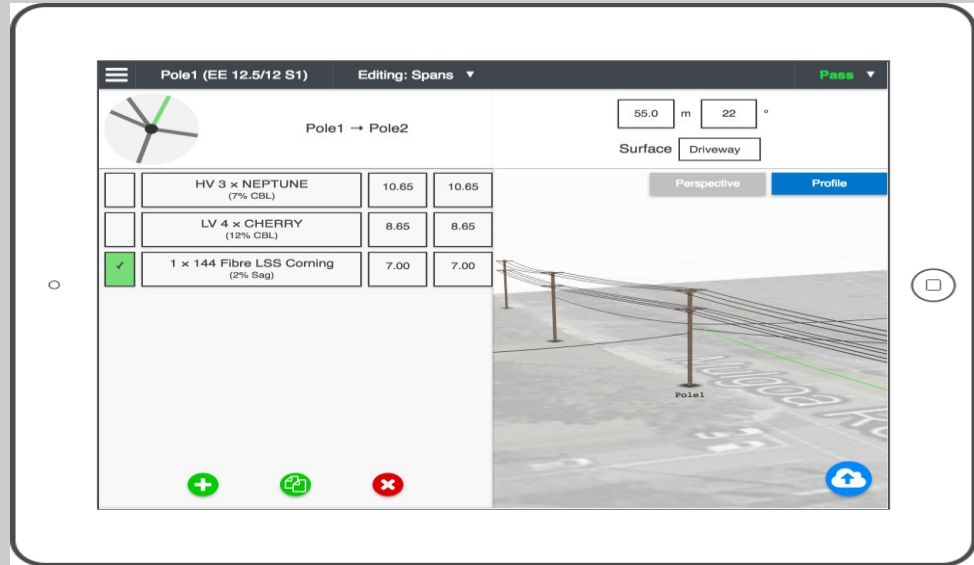 Pole1 (EE 12.5/12 S1) Editing: Spans ▼ Pass ▼
Pole1 → Pole2
55.0 m 22 °
Surface Driveway
Perspective Profile
HV 3 x NEPTUNE 10.65 10.65
(7% CBL)
LV 4 x CHERRY 8.65 8.65
(12% CBL)
✓ 1 x 144 Fibre LSS Corning 7.00 7.00
(2% Sag)
Pole1
Mulgoa